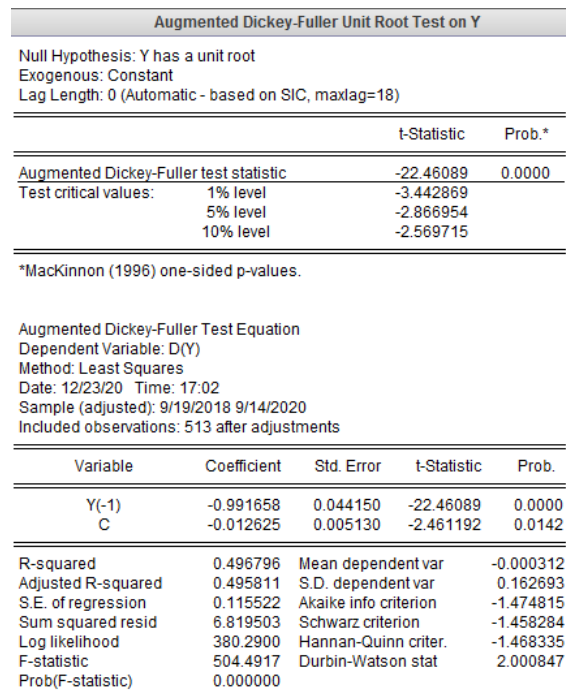 Augmented Dickey-Fuller Unit Root Test on Y
Null Hypothesis: Y has a unit root
Exogenous: Constant
Lag Length: 0 (Automatic - based on SIC, maxlag=18)
t-Statistic Prob.*
Augmented Dickey-Fuller test statistic -22.46089 0.0000
Test critical values: 1% level -3.442869
5% level -2.866954
10% level -2.569715
*MacKinnon (1996) one-sided p-values.
Augmented Dickey-Fuller Test Equation
Dependent Variable: D(Y)
Method: Least Squares
Date: 12/23/20 Time: 17:02
Sample (adjusted): 9/19/2018 9/14/2020
Included observations: 513 after adjustments
Variable Coefficient Std. Error t-Statistic Prob.
Y(-1) -0.991658 0.044150 -22.46089 0.0000
C -0.012625 0.005130 -2.461192 0.0142
R-squared 0.496796 Mean dependent var -0.000312
Adjusted R-squared 0.495811 S.D. dependent var 0.162693
S.E. of regression 0.115522 Akaike info criterion -1.474815
Sum squared resid 6.819503 Schwarz criterion -1.458284
Log likelihood 380.2900 Hannan-Quinn criter. -1.468335
F-statistic 504.4917 Durbin-Watson stat 2.000847
Prob(F-statistic) 0.000000